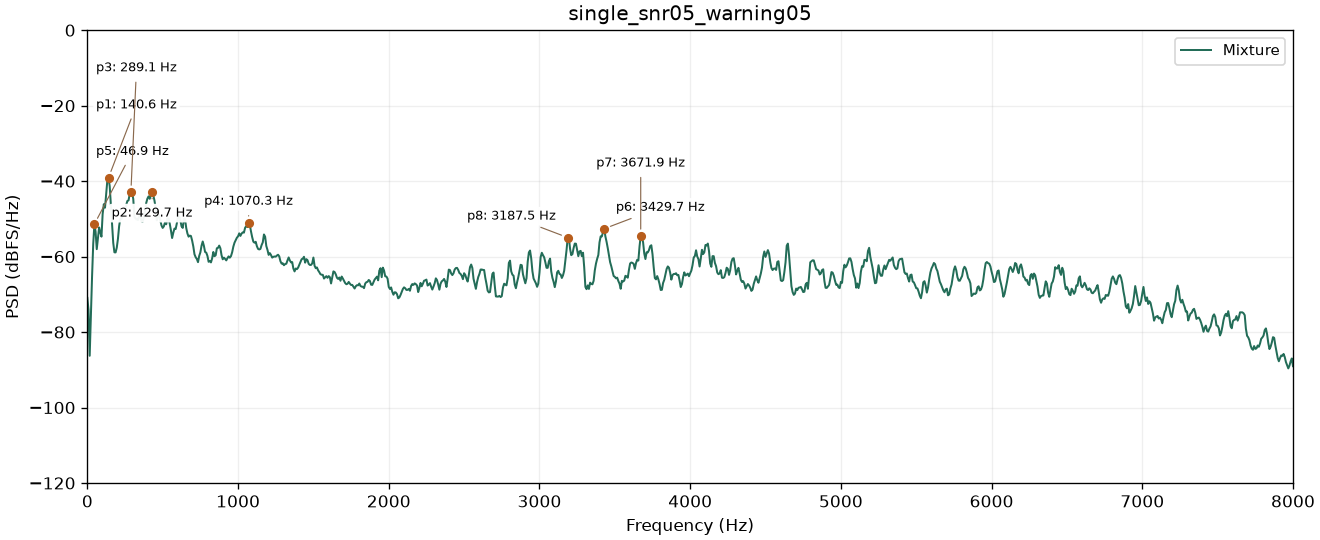 single_snr05_warning05
Mixture
p3: 289.1 Hz
p1: 140.6 Hz
p5: 46.9 Hz
p2: 429.7 Hz
p4: 1070.3 Hz
p8: 3187.5 Hz
p7: 3671.9 Hz
p6: 3429.7 Hz
PSD (dBFS/Hz)
0
−20
−40
−60
−80
−100
−120
0 1000 2000 3000 4000 5000 6000 7000 8000
Frequency (Hz)